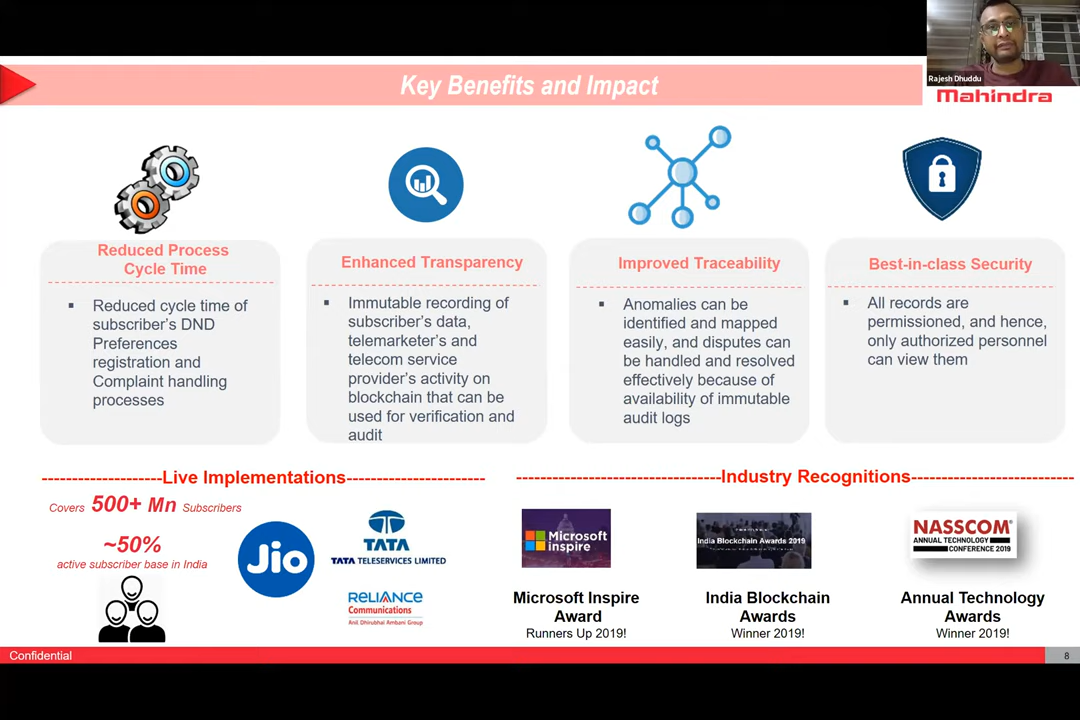 Key Benefits and Impact
Rajesh Dhuddu
Mahindra
Reduced Process
Cycle Time
▪ Reduced cycle time of
subscriber's DND
Preferences
registration and
Complaint handling
processes
Enhanced Transparency
▪ Immutable recording of
subscriber's data,
telemarketer's and
telecom service
provider's activity on
blockchain that can be
used for verification and
audit
Improved Traceability
▪ Anomalies can be
identified and mapped
easily, and disputes can
be handled and resolved
effectively because of
availability of immutable
audit logs
Best-in-class Security
▪ All records are
permissioned, and hence,
only authorized personnel
can view them
Live Implementations
Covers 500+ Mn Subscribers
~50%
active subscriber base in India
Jio
TATA
TATA TELESERVICES LIMITED
RELIANCE
Communications
Anil Dhirubhai Ambani Group
Industry Recognitions
Microsoft
inspire
Microsoft Inspire
Award
Runners Up 2019!
India Blockchain Awards 2019
India Blockchain
Awards
Winner 2019!
NASSCOM®
ANNUAL TECHNOLOGY
CONFERENCE 2019
Annual Technology
Awards
Winner 2019!
Confidential
8